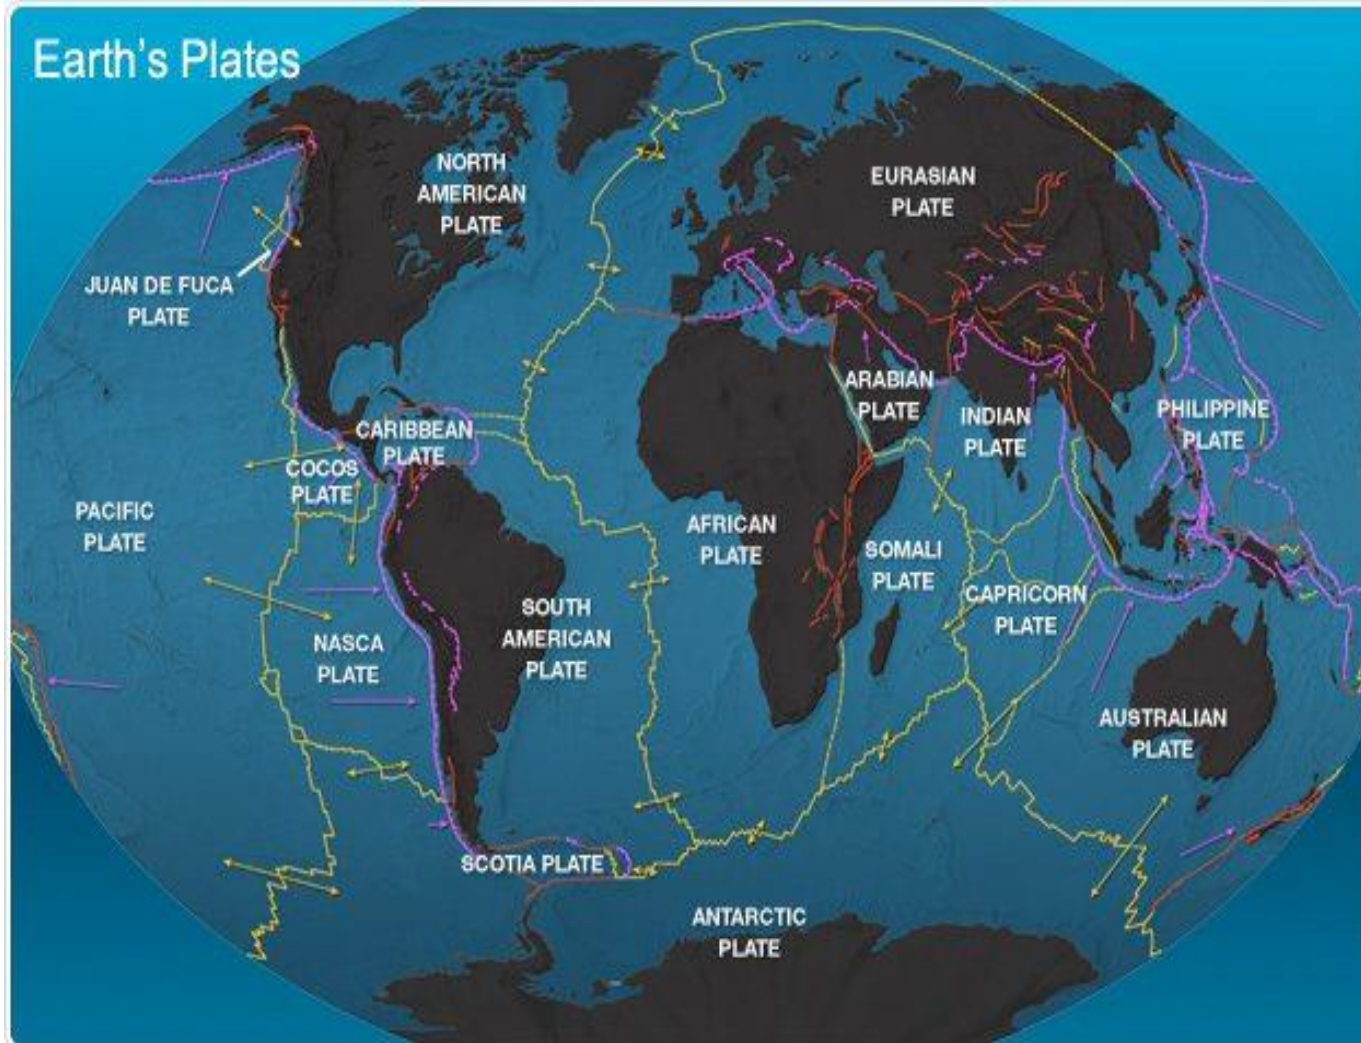 Earth's Plates
NORTH
AMERICAN
PLATE
EURASIAN
PLATE
JUAN DE FUCA
PLATE
ARABIAN
PLATE
INDIAN
PLATE
PHILIPPINE
PLATE
CARIBBEAN
PLATE
COCOS
PLATE
PACIFIC
PLATE
AFRICAN
PLATE
SOMALI
PLATE
CAPRICORN
PLATE
NASCA
PLATE
SOUTH
AMERICAN
PLATE
AUSTRALIAN
PLATE
SCOTIA PLATE
ANTARCTIC
PLATE